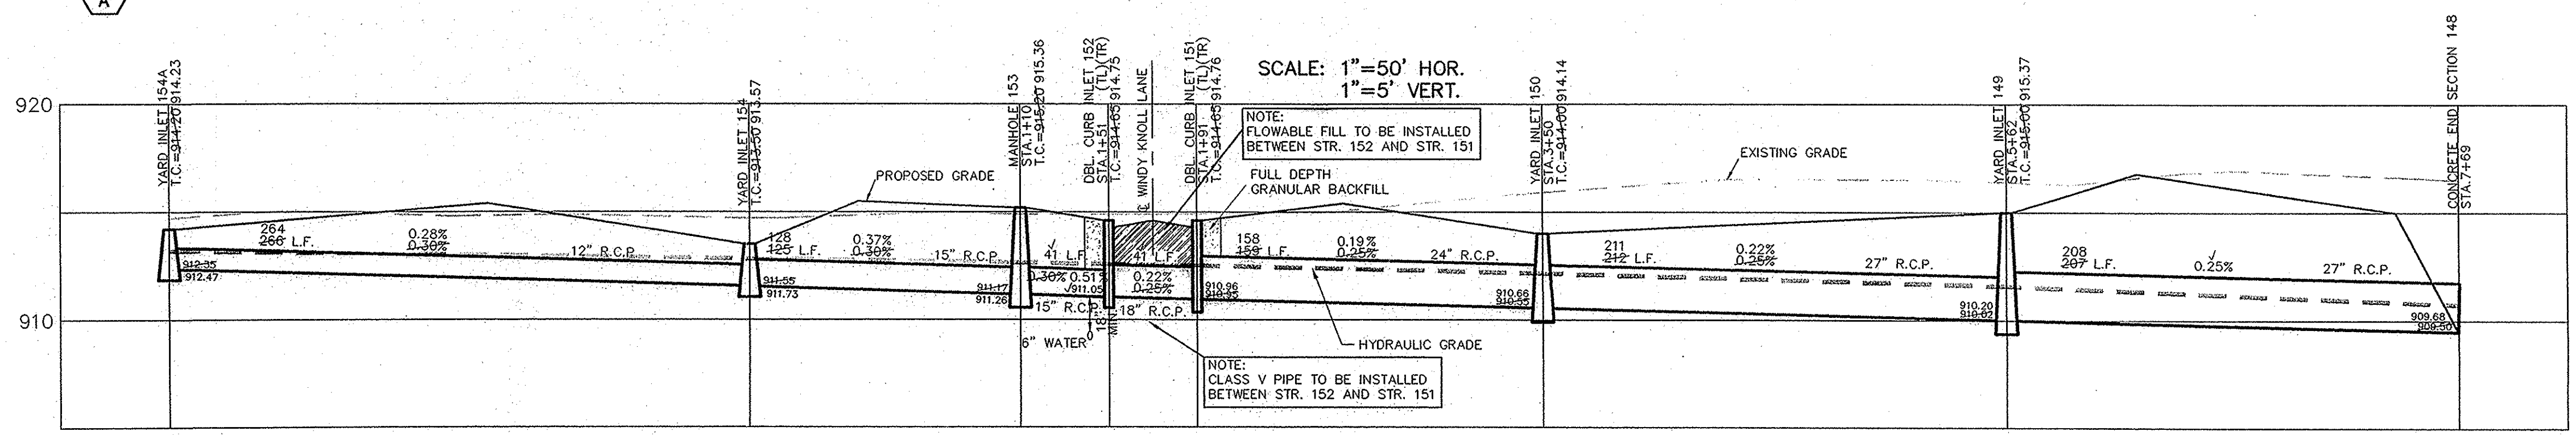 A
YARD INLET 154A
T.C.=914.20 914.23
YARD INLET 154
T.C.=913.50 913.57
MANHOLE 153
STA.1+10
T.C.=915.20 915.36
DBL. CURB INLET 152
STA.1+51 (TL)(TR)
T.C.=914.65 914.75
℄ WINDY KNOLL LANE
DBL. CURB INLET 151
STA.1+91 (TL)(TR)
T.C.=914.65 914.76
SCALE: 1"=50' HOR.
1"=5' VERT.
YARD INLET 150
STA.3+50
T.C.=914.00 914.14
YARD INLET 149
STA.5+62
T.C.=915.00 915.37
CONCRETE END SECTION 148
STA.7+69
920
NOTE:
FLOWABLE FILL TO BE INSTALLED
BETWEEN STR. 152 AND STR. 151
EXISTING GRADE
PROPOSED GRADE
FULL DEPTH
GRANULAR BACKFILL
264
266 L.F.
0.28%
0.30%
12" R.C.P.
128
125 L.F.
0.37%
0.30%
15" R.C.P.
√
41 L.F.
0.30% 0.51%
41 L.F.
0.22%
0.25%
158
159 L.F.
0.19%
0.25%
24" R.C.P.
211
212 L.F.
0.22%
0.25%
27" R.C.P.
208
207 L.F.
√
0.25%
27" R.C.P.
912.35
912.47
911.55
911.73
911.17
911.26
√911.05
910.96
910.95
910.66
910.55
910.20
910.02
909.68
909.50
910
15" R.C.P.
18"
MIN.
18" R.C.P.
6" WATER
HYDRAULIC GRADE
NOTE:
CLASS V PIPE TO BE INSTALLED
BETWEEN STR. 152 AND STR. 151